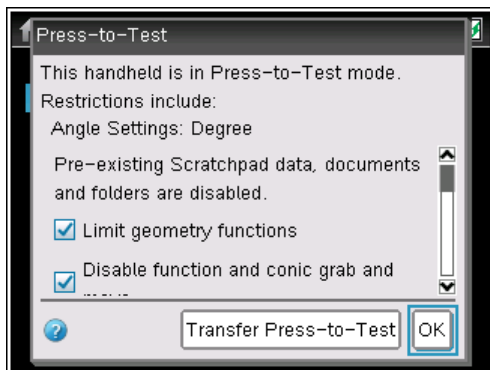 Press-to-Test
This handheld is in Press-to-Test mode.
Restrictions include:
Angle Settings: Degree
Pre-existing Scratchpad data, documents
and folders are disabled.
Limit geometry functions
Disable function and conic grab and
Transfer Press-to-Test
OK